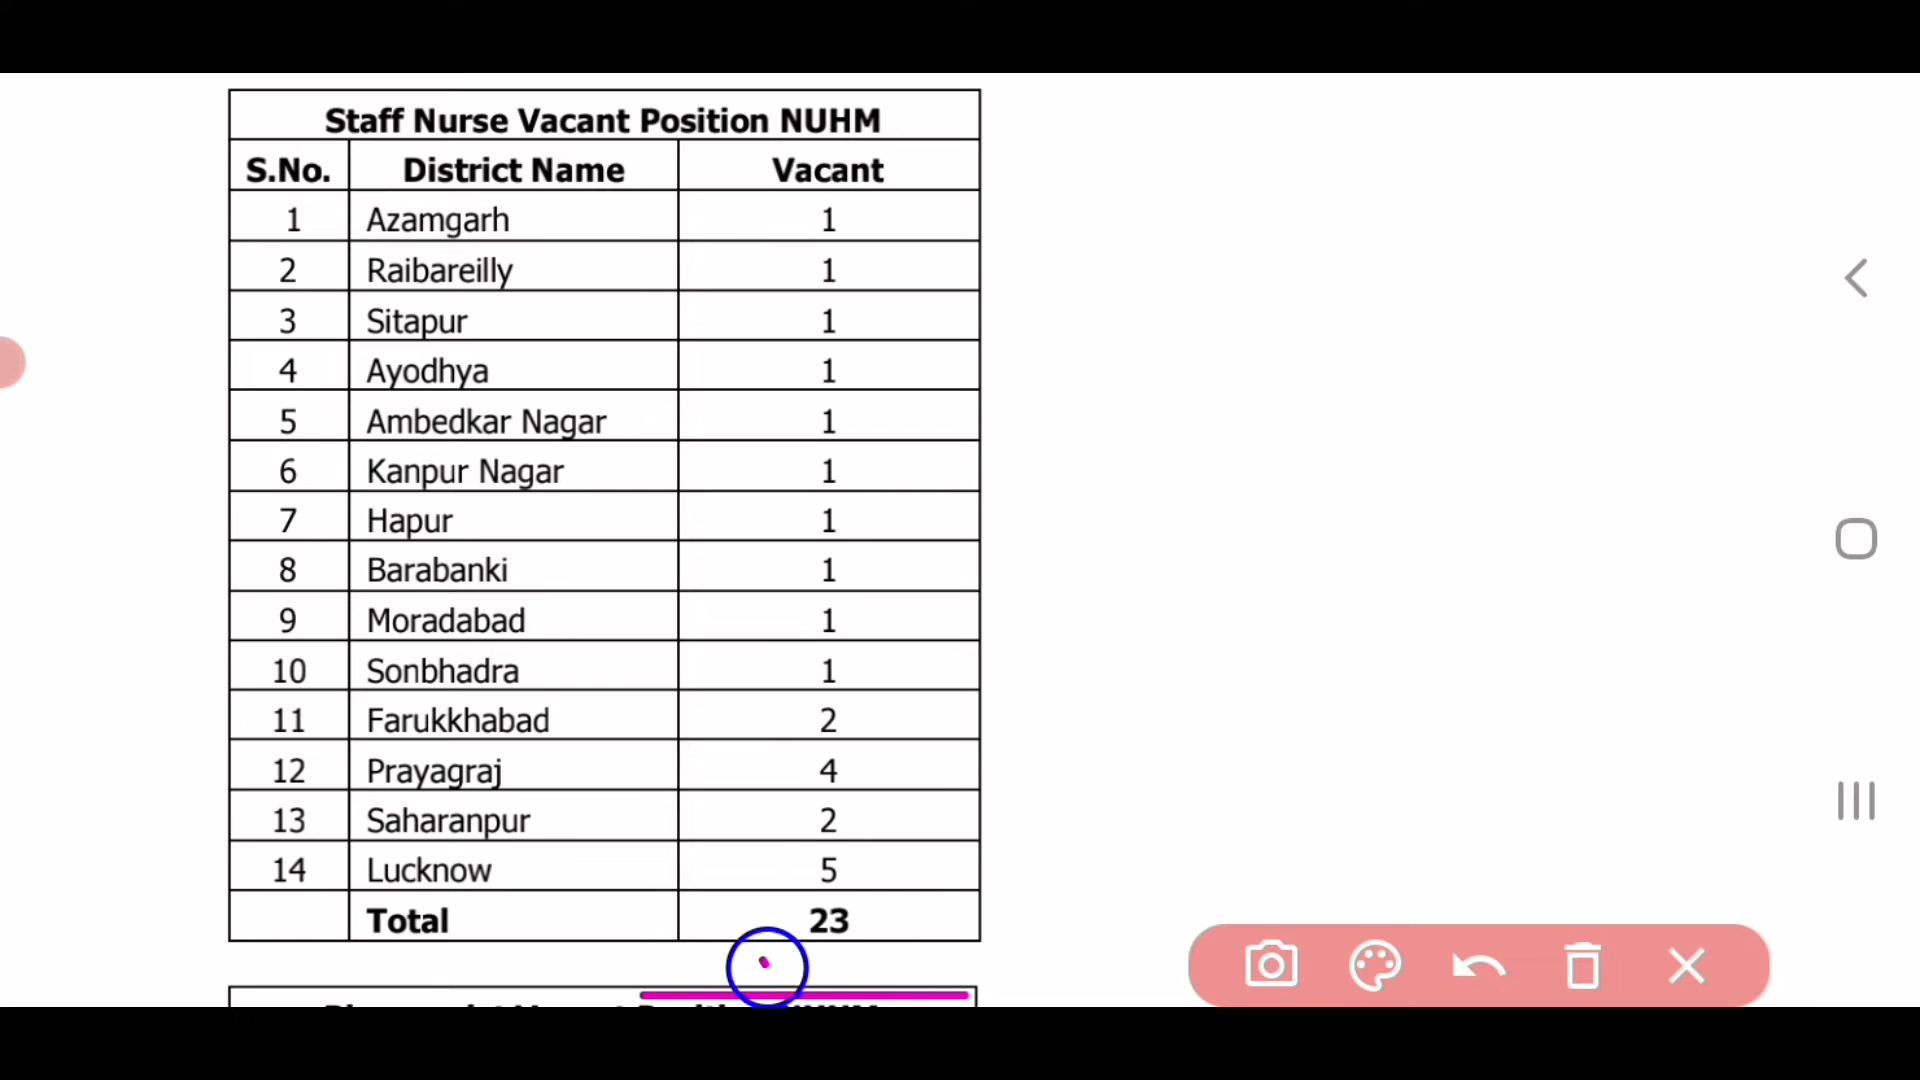 Staff Nurse Vacant Position NUHM
S.No. District Name Vacant
1 Azamgarh 1
2 Raibareilly 1
3 Sitapur 1
4 Ayodhya 1
5 Ambedkar Nagar 1
6 Kanpur Nagar 1
7 Hapur 1
8 Barabanki 1
9 Moradabad 1
10 Sonbhadra 1
11 Farukkhabad 2
12 Prayagraj 4
13 Saharanpur 2
14 Lucknow 5
Total 23